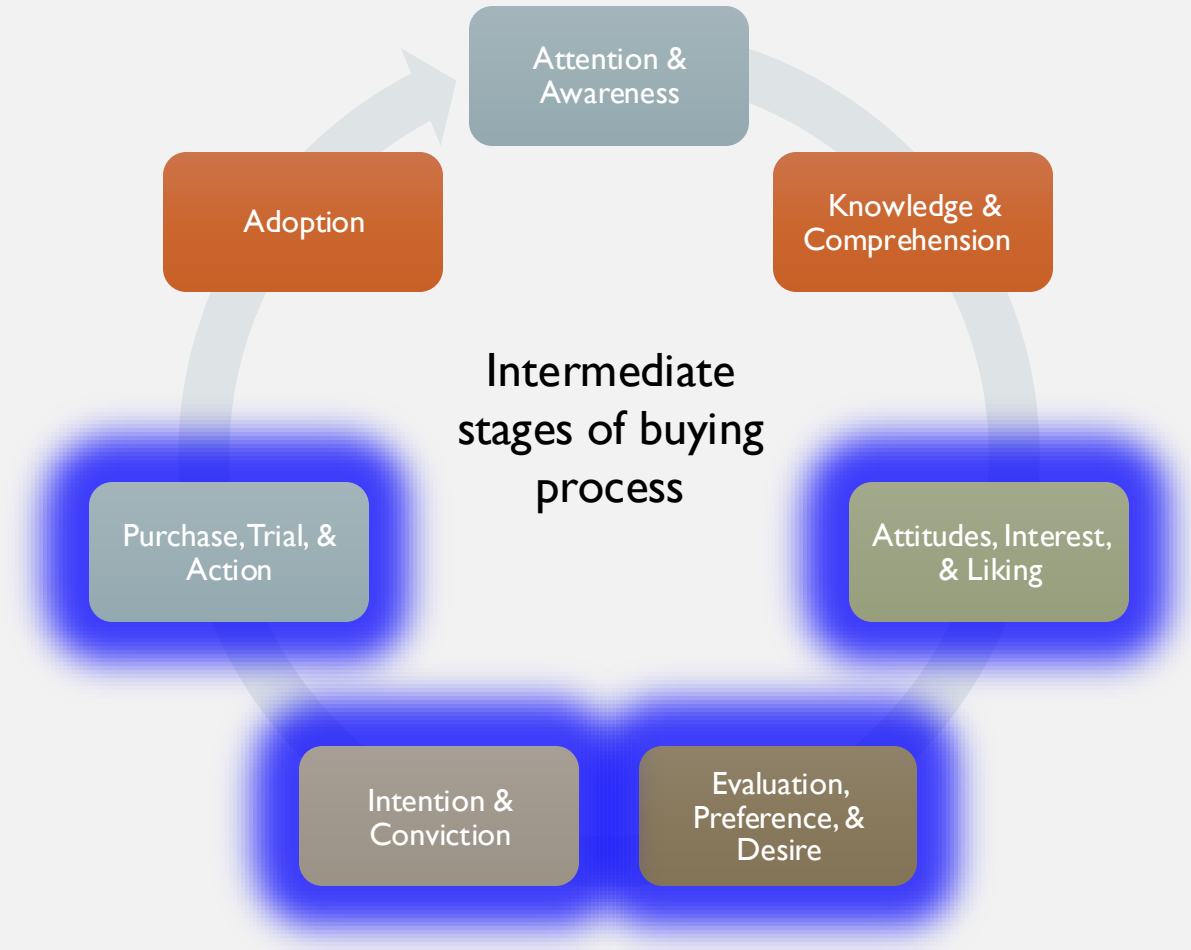 Attention &
Awareness
Knowledge &
Comprehension
Attitudes, Interest,
& Liking
Evaluation,
Preference, &
Desire
Intention &
Conviction
Purchase, Trial, &
Action
Adoption
Intermediate
stages of buying
process